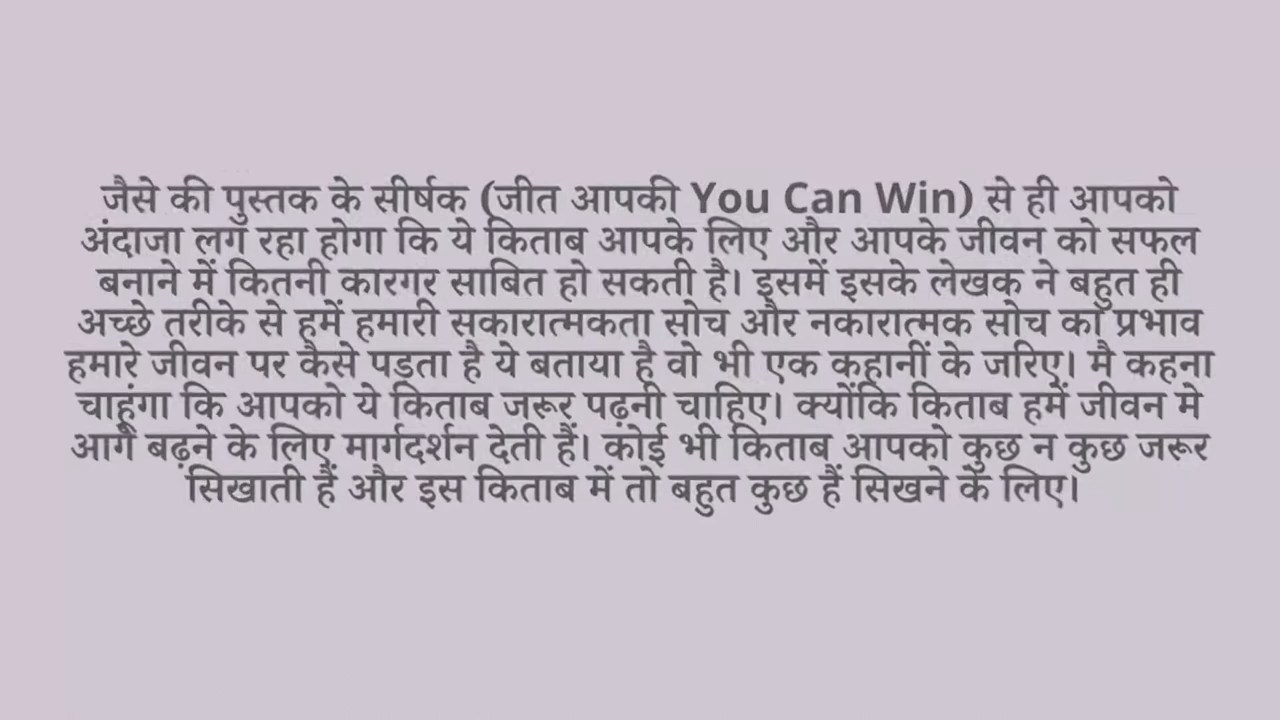 जैसे की पुस्तक के सीर्षक (जीत आपकी You Can Win) से ही आपको
अंदाजा लग रहा होगा कि ये किताब आपके लिए और आपके जीवन को सफल
बनाने में कितनी कारगर साबित हो सकती है। इसमें इसके लेखक ने बहुत ही
अच्छे तरीके से हमें हमारी सकारात्मकता सोच और नकारात्मक सोच का प्रभाव
हमारे जीवन पर कैसे पड़ता है ये बताया है वो भी एक कहानीं के जरिए। मै कहना
चाहूंगा कि आपको ये किताब जरूर पढ़नी चाहिए। क्योंकि किताब हमें जीवन मे
आगे बढ़ने के लिए मार्गदर्शन देती हैं। कोई भी किताब आपको कुछ न कुछ जरूर
सिखाती हैं और इस किताब में तो बहुत कुछ हैं सिखने के लिए।